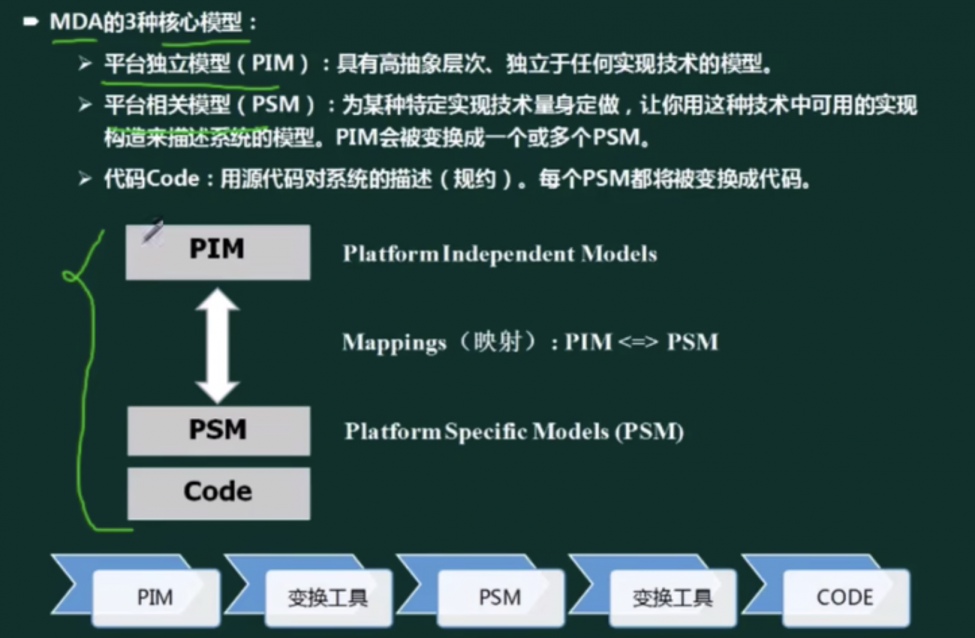 MDA的3种核心模型：
平台独立模型（PIM）：具有高抽象层次、独立于任何实现技术的模型。
平台相关模型（PSM）：为某种特定实现技术量身定做，让你用这种技术中可用的实现
构造来描述系统的模型。PIM会被变换成一个或多个PSM。
代码Code：用源代码对系统的描述（规约）。每个PSM都将被变换成代码。
PIM
Platform Independent Models
Mappings（映射）: PIM <=> PSM
PSM
Platform Specific Models (PSM)
Code
PIM 变换工具 PSM 变换工具 CODE